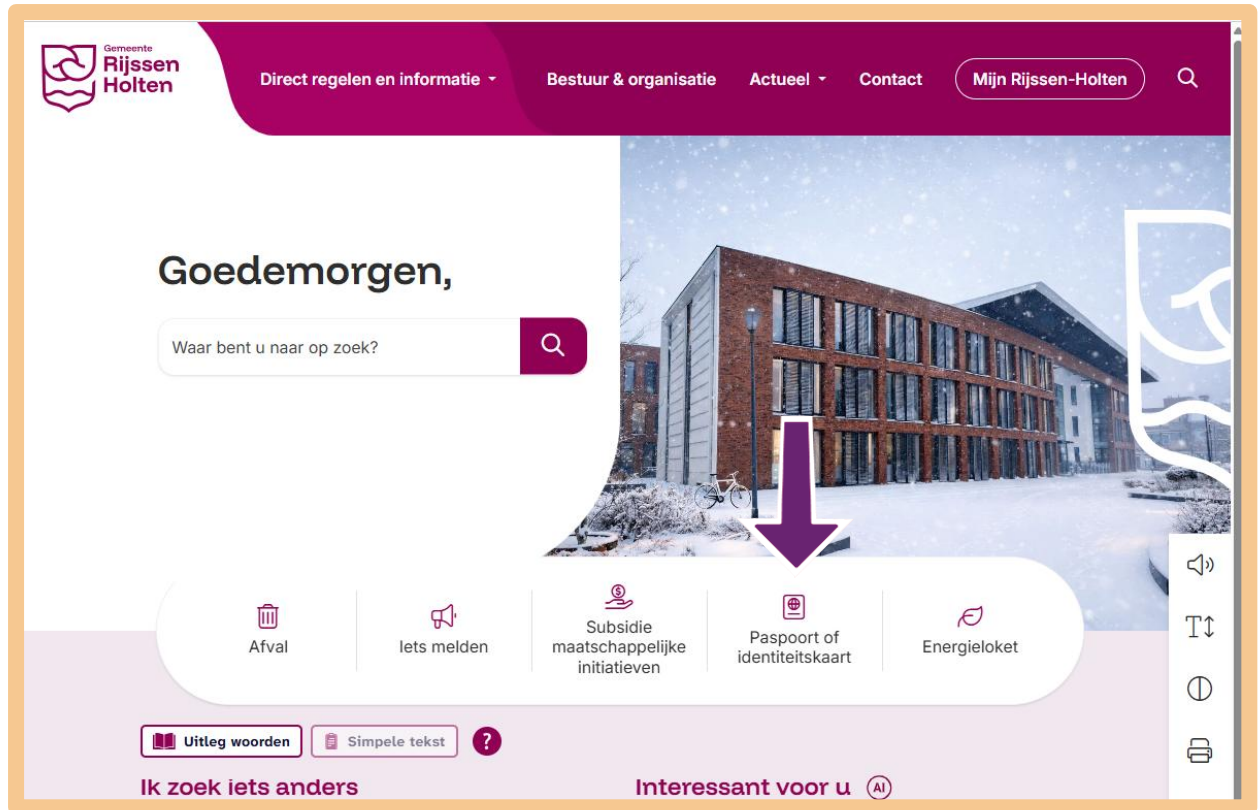 Gemeente
Rijssen
Holten
Direct regelen en informatie
Bestuur & organisatie
Actueel
Contact
Mijn Rijssen-Holten
Goedemorgen,
Waar bent u naar op zoek?
Afval
Iets melden
Subsidie
maatschappelijke
initiatieven
Paspoort of
identiteitskaart
Energieloket
Uitleg woorden
Simpele tekst
?
Ik zoek iets anders
Interessant voor u
AI
T